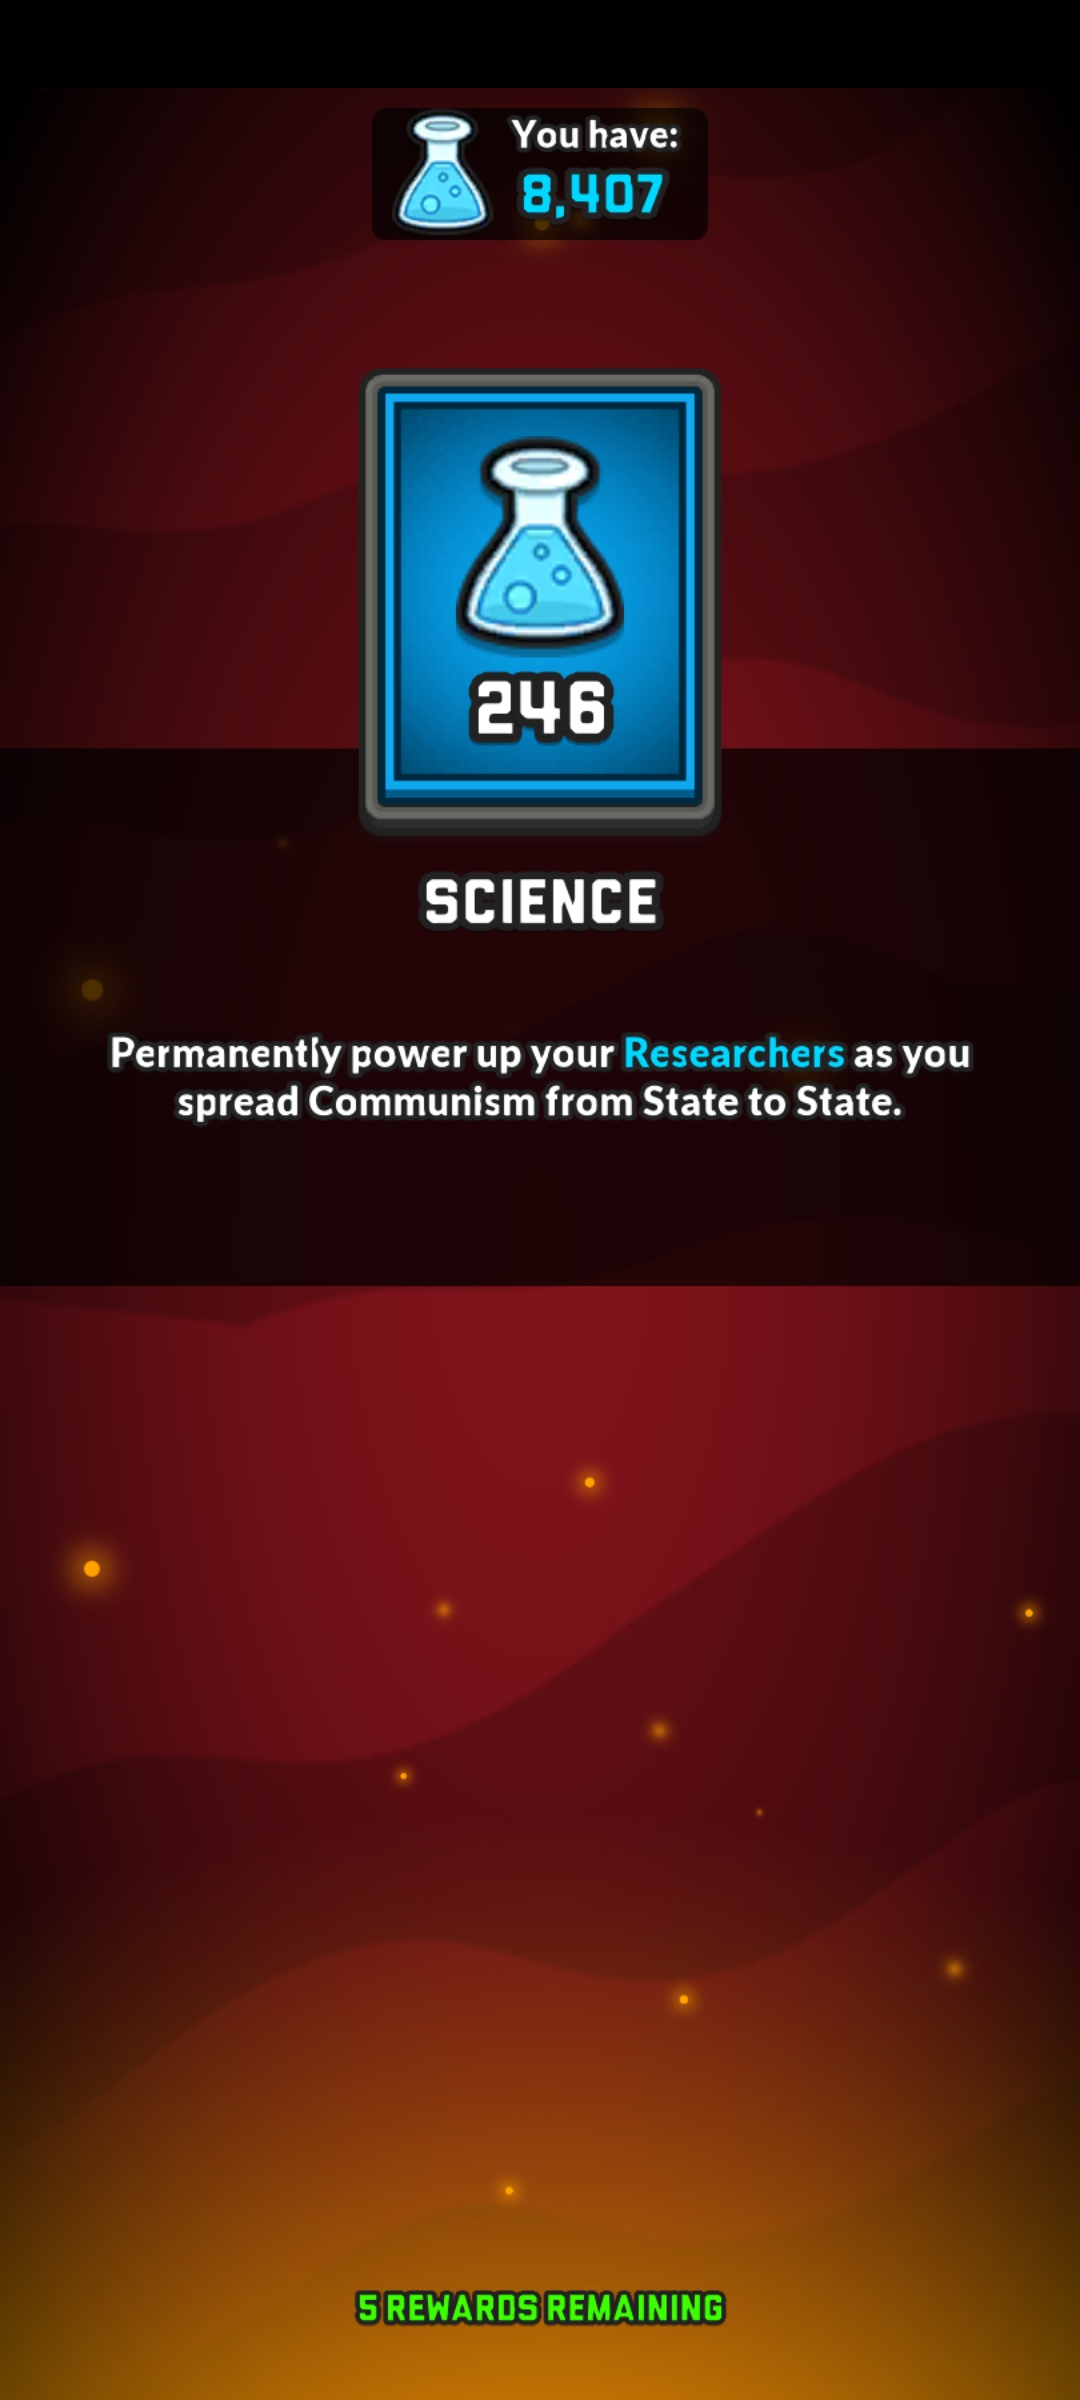 You have:
8,407
246
SCIENCE
Permanently power up your Researchers as you
spread Communism from State to State.
5 REWARDS REMAINING